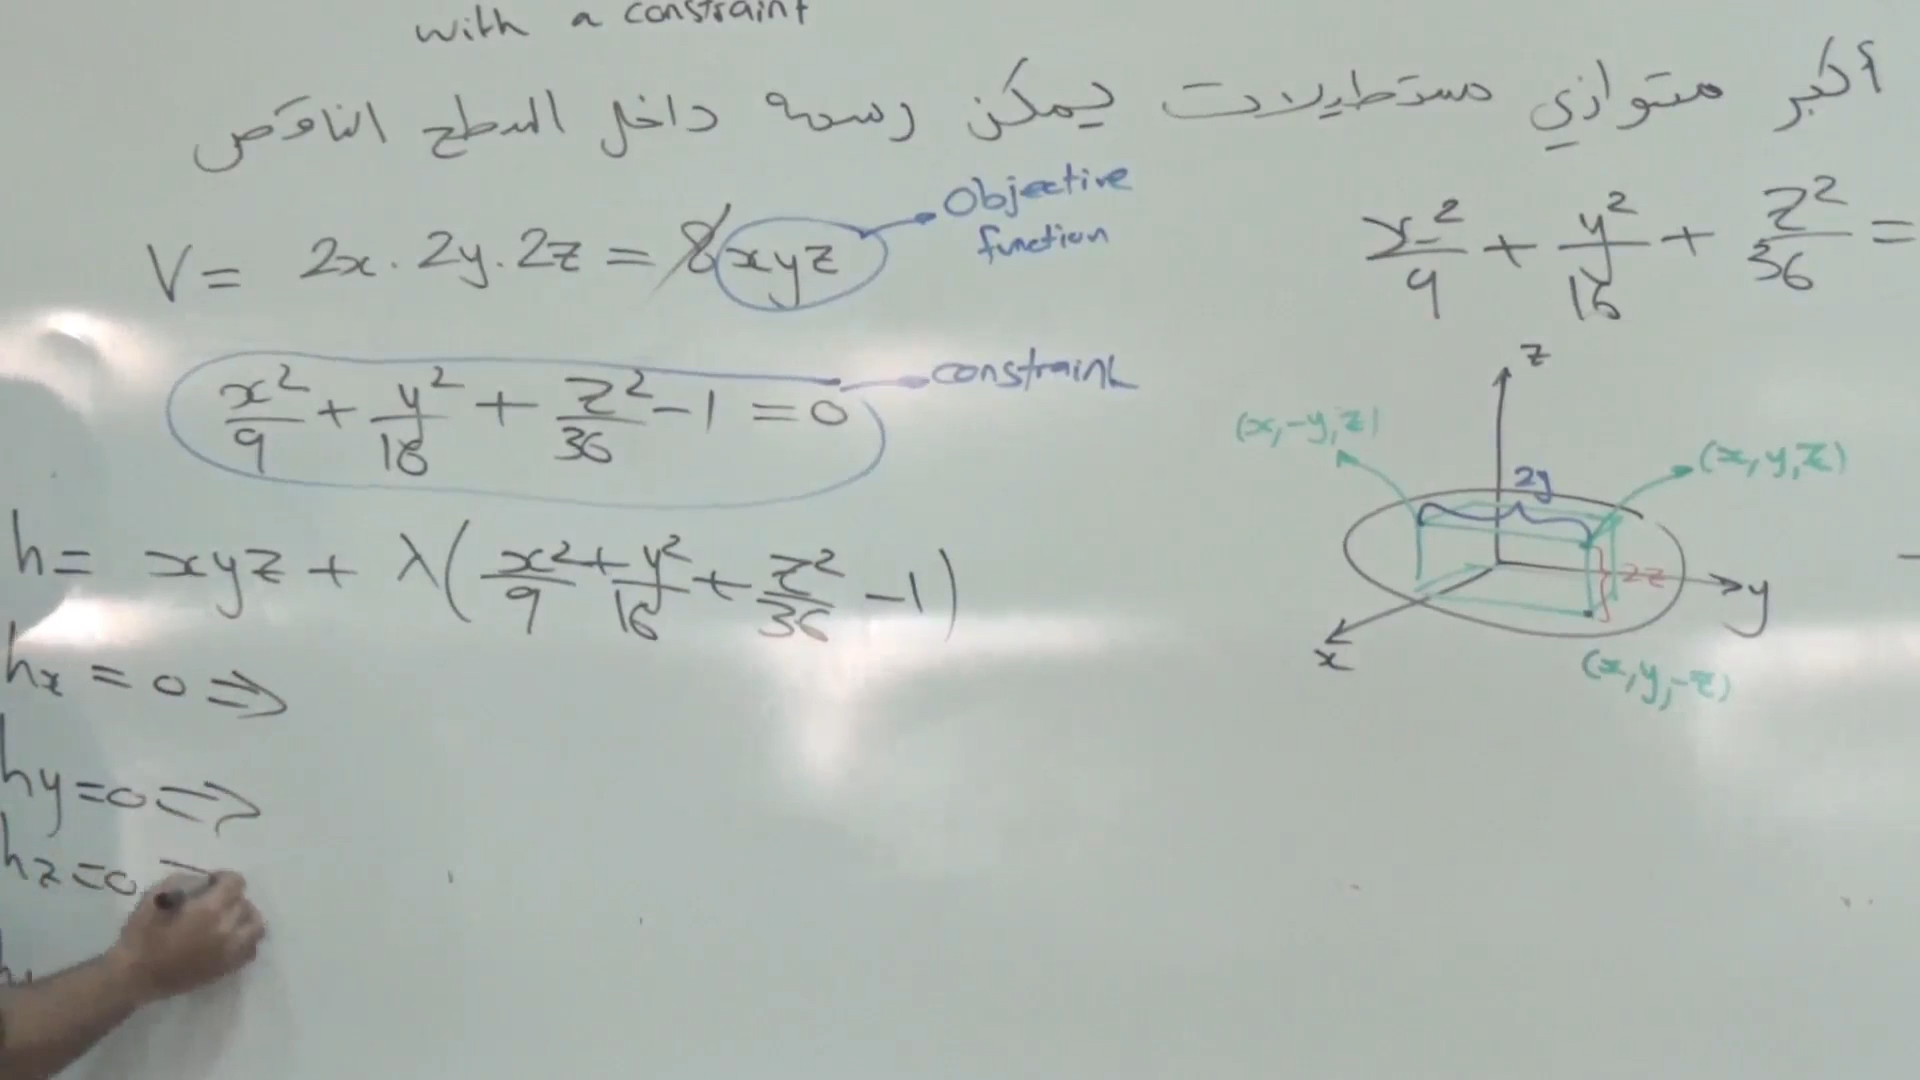 with a constraint
أكبر متوازي مستطيلات يمكن رسمه داخل السطح الناقص
x²/9 + y²/16 + z²/36 =
V = 2x . 2y . 2z = 8xyz
Objective function
x²/9 + y²/16 + z²/36 - 1 = 0
constraint
h = xyz + λ(x²/9 + y²/16 + z²/36 - 1)
hx = 0 ⇒
hy = 0 ⇒
hz = 0 ⇒
z
(x,-y,z)
(x,y,z)
2y
2z
y
x
(x,y,-z)